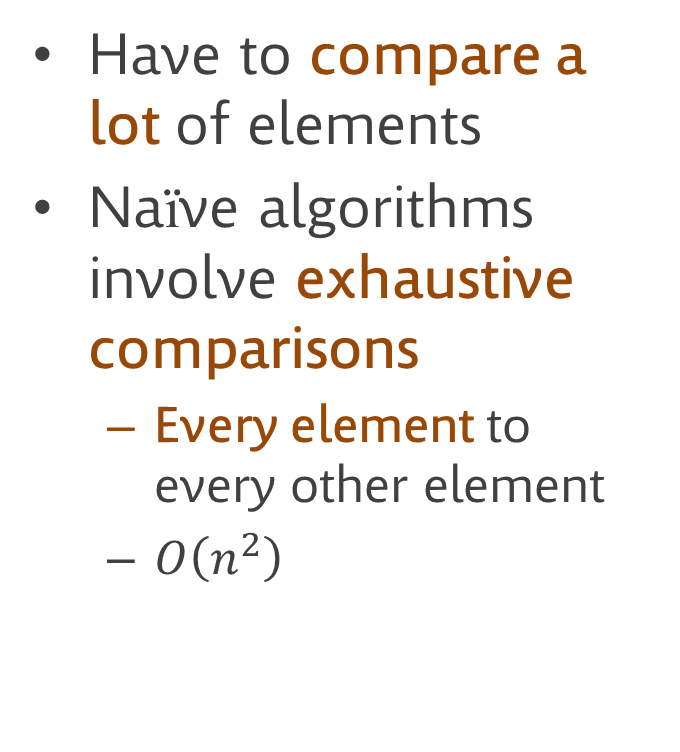 • Have to compare a
lot of elements
• Naïve algorithms
involve exhaustive
comparisons
– Every element to
every other element
– O(n²)